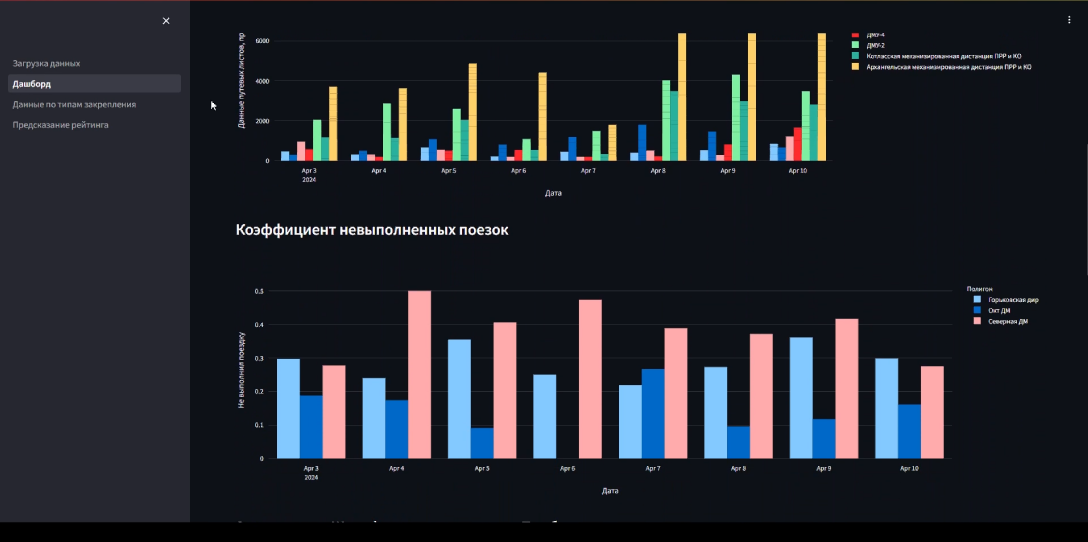 Загрузка данных
Дашборд
Данные по типам закрепления
Предсказание рейтинга
Данные путевых листов, пр
6000
4000
2000
0
Apr 3
2024
Apr 4
Apr 5
Apr 6
Apr 7
Apr 8
Apr 9
Apr 10
Дата
ДМУ-4
ДМУ-2
Котласская механизированная дистанция ПРР и КО
Архангельская механизированная дистанция ПРР и КО
Коэффициент невыполненных поезок
Не выполнил поездку
0.5
0.4
0.3
0.2
0.1
0
Apr 3
2024
Apr 4
Apr 5
Apr 6
Apr 7
Apr 8
Apr 9
Apr 10
Дата
Полигон
Горьковская дир
Окт ДМ
Северная ДМ